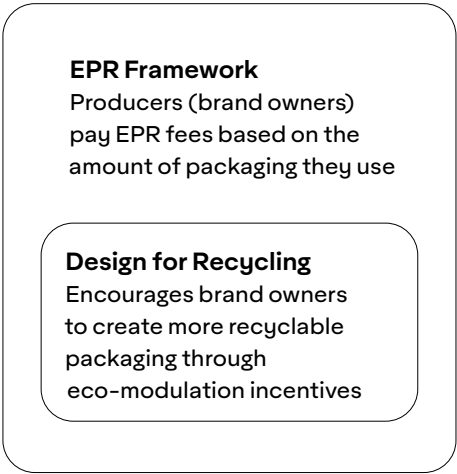 EPR Framework
Producers (brand owners)
pay EPR fees based on the
amount of packaging they use
Design for Recycling
Encourages brand owners
to create more recyclable
packaging through
eco-modulation incentives